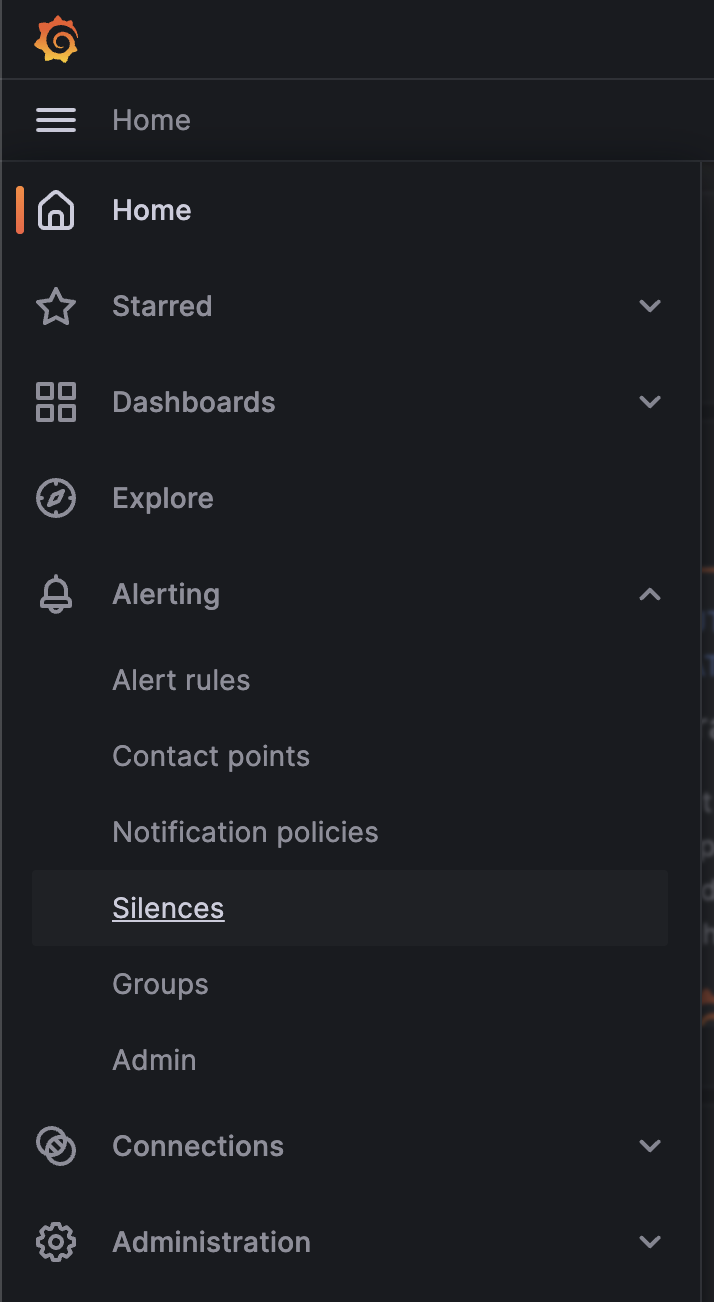 Home
Home
Starred
Dashboards
Explore
Alerting
Alert rules
Contact points
Notification policies
Silences
Groups
Admin
Connections
Administration